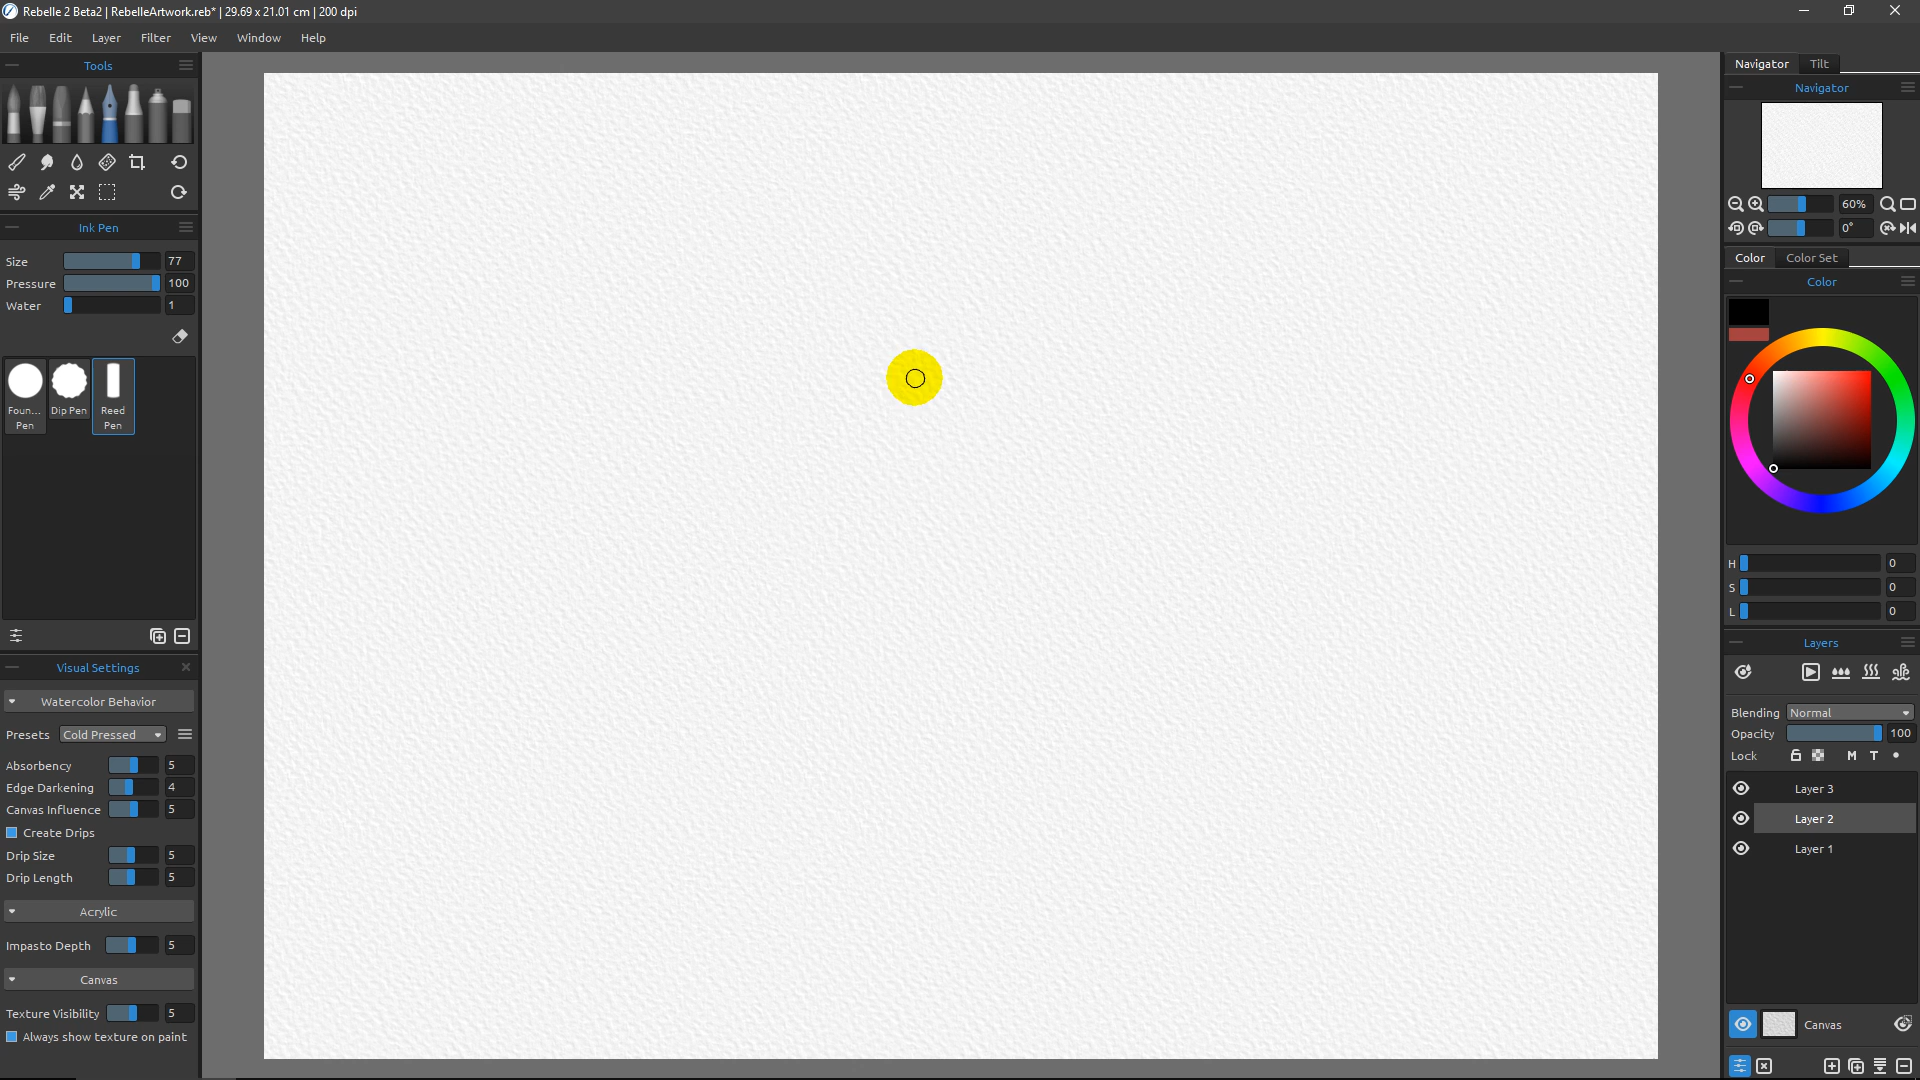 Rebelle 2 Beta2 | RebelleArtwork.reb* | 29.69 x 21.01 cm | 200 dpi
File Edit Layer Filter View Window Help
Tools
Ink Pen
Size 77
Pressure 100
Water 1
Foun... Pen
Dip Pen
Reed Pen
Visual Settings
Watercolor Behavior
Presets Cold Pressed
Absorbency 5
Edge Darkening 4
Canvas Influence 5
Create Drips
Drip Size 5
Drip Length 5
Acrylic
Impasto Depth 5
Canvas
Texture Visibility 5
Always show texture on paint
Navigator Tilt
Navigator
60%
0°
Color Color Set
Color
H 0
S 0
L 0
Layers
Blending Normal
Opacity 100
Lock M T
Layer 3
Layer 2
Layer 1
Canvas